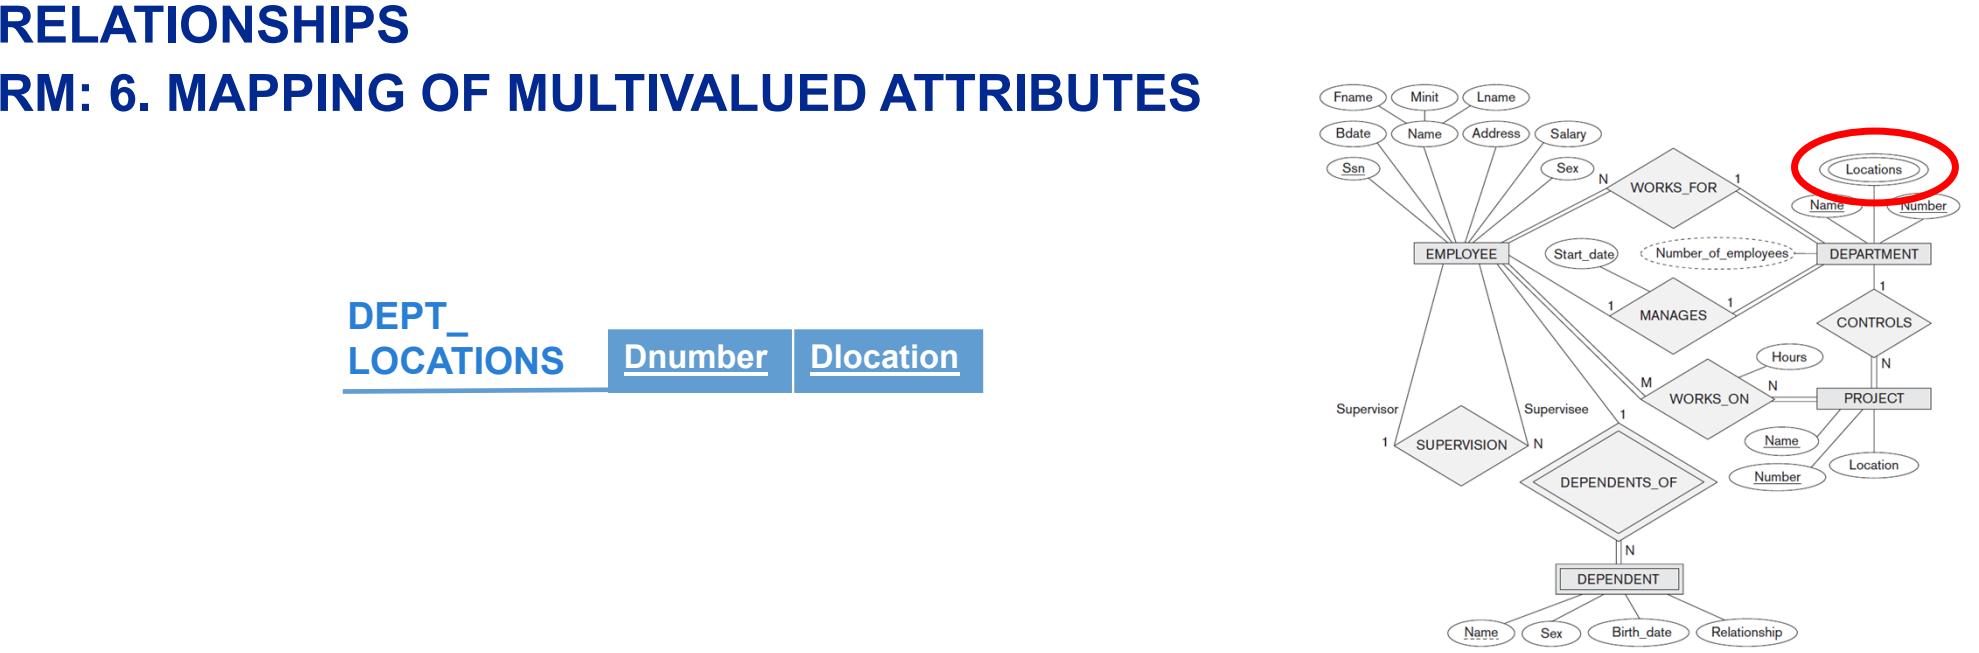 RELATIONSHIPS
RM: 6. MAPPING OF MULTIVALUED ATTRIBUTES
DEPT_
LOCATIONS
Dnumber Dlocation
Fname Minit Lname
Bdate Name Address Salary
Ssn Sex
Locations
Name Number
N WORKS_FOR 1
EMPLOYEE Start_date Number_of_employees DEPARTMENT
1 MANAGES 1
1
CONTROLS
N
Hours
M WORKS_ON N PROJECT
Supervisor Supervisee
1 SUPERVISION N
1
Name
Location
Number
DEPENDENTS_OF
N
DEPENDENT
Name Sex Birth_date Relationship